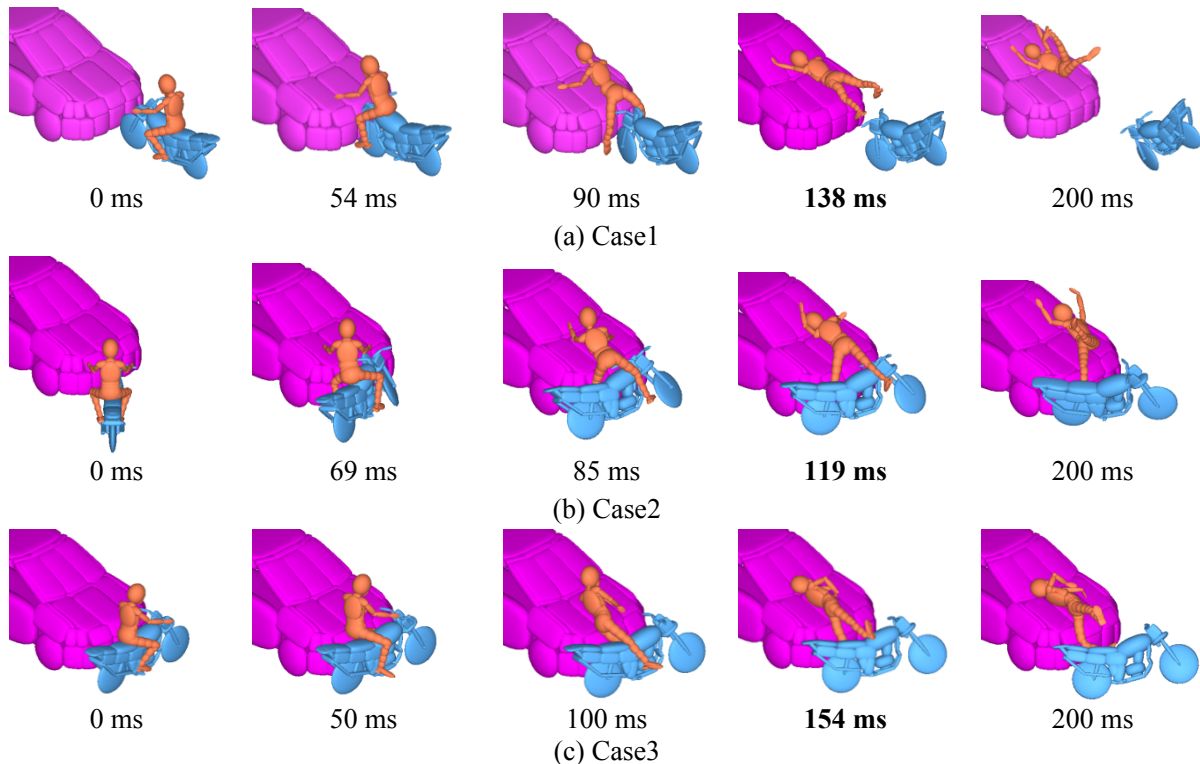 0 ms 54 ms 90 ms 138 ms 200 ms
(a) Case1
0 ms 69 ms 85 ms 119 ms 200 ms
(b) Case2
0 ms 50 ms 100 ms 154 ms 200 ms
(c) Case3